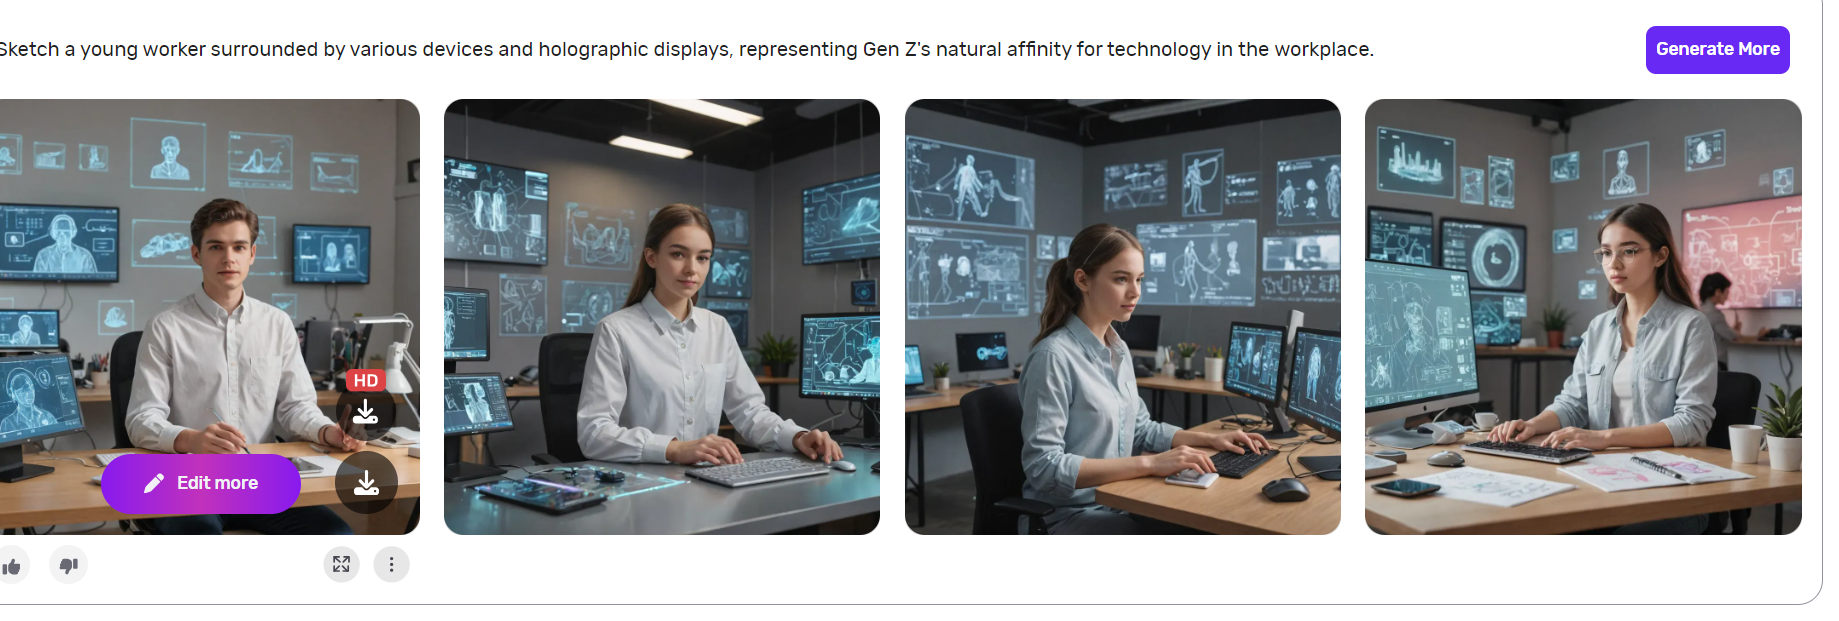 Sketch a young worker surrounded by various devices and holographic displays, representing Gen Z's natural affinity for technology in the workplace.
Generate More
HD
Edit more